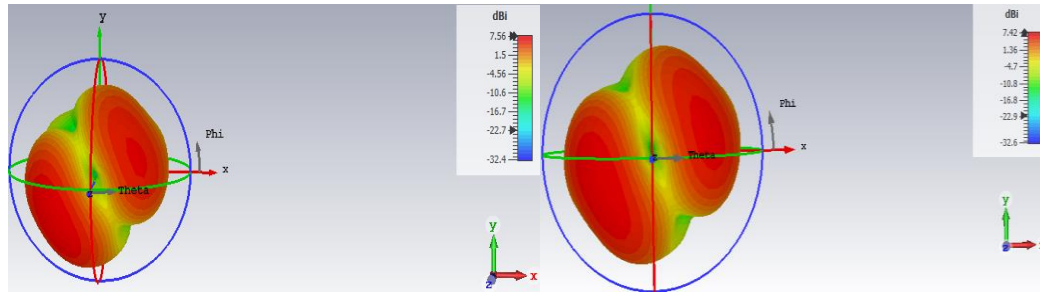 y
dBi
7.56
1.5
-4.56
-10.6
-16.7
-22.7
-32.4
Phi
x
Theta
y
x
z
dBi
7.42
1.36
-4.7
-10.8
-16.8
-22.9
-32.6
Phi
x
Theta
y
z